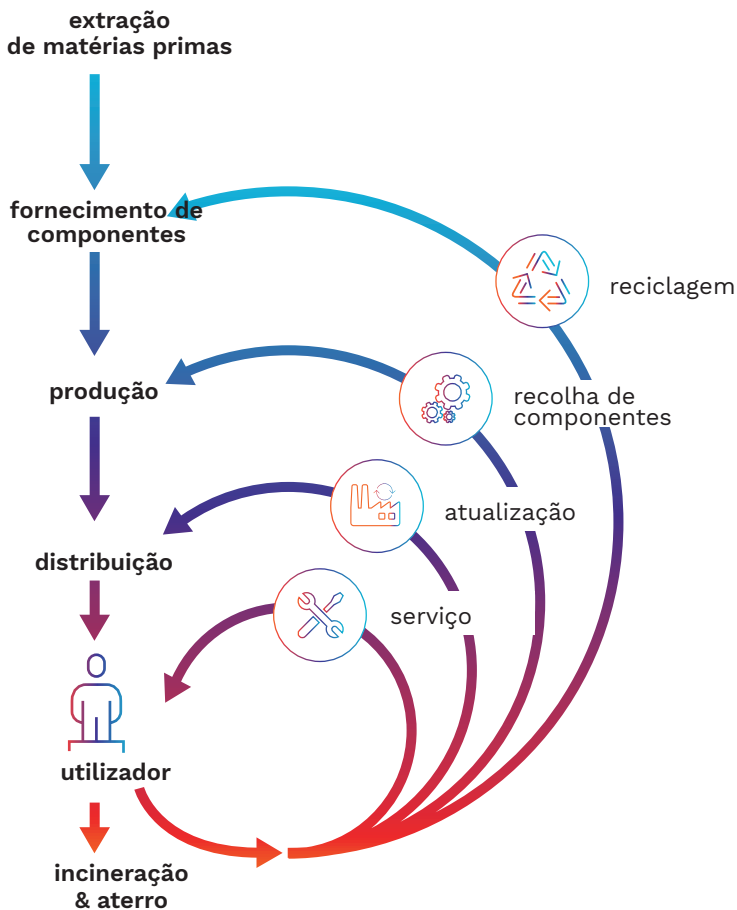 extração
de matérias primas
fornecimento de
componentes
reciclagem
produção
recolha de
componentes
atualização
distribuição
serviço
utilizador
incineração
& aterro